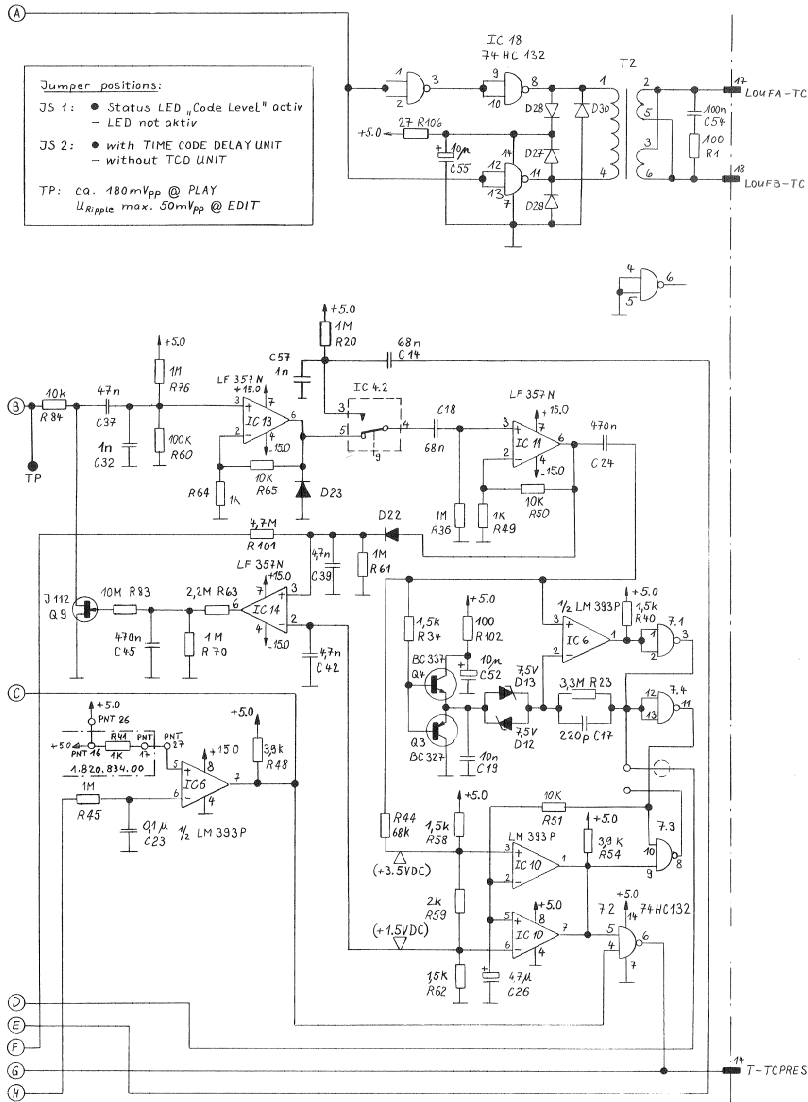 A
IC 18
74 HC 132
1
2
3
9
10
8
D28
D30
T2
1
2
5
3
4
6
17
LOUFA-TC
100n
C54
100
R1
18
LOUFB-TC
+5.0
27 R106
10µ
C55
14
D27
12
13
11
7
D29
Jumper positions:
JS 1: ● Status LED „Code Level" activ
– LED not aktiv
JS 2: ● with TIME CODE DELAY UNIT
– without TCD UNIT
TP: ca. 180mVpp @ PLAY
URipple max. 50mVpp @ EDIT
4
5
6
+5.0
1M
R20
68n
C14
C57
1n
+5.0
1M
R76
LF 357N
+15.0
7
3
2
6
IC13
4
-15.0
3
10k
R84
47n
C37
1n
C32
100K
R60
TP
R64
1k
10K
R65
D23
IC 4.2
3
5
4
9
C18
68n
LF 357N
+15.0
7
3
2
6
IC 11
4
-15.0
470n
C24
1M
R36
1K
R49
10K
R50
4,7M
R101
D22
4,7n
C39
1M
R61
LF 357N
+15.0
7
3
2
6
IC14
4
-15.0
J112
Q9
10M R83
2,2M R63
470n
C45
1M
R70
4,7n
C42
1,5k
R34
+5.0
100
R102
BC337
Q4
10µ
C52
Q3
BC327
10n
C19
7,5V
D13
7,5V
D12
½ LM 393P
3
2
1
IC 6
+5.0
1,5k
R40
7.1
1
2
3
3,3M R23
220p C17
7.4
12
13
11
C
+5.0
PNT 26
+5.0
PNT 16
R41
1K
PNT
17
PNT
27
1.820.834.00
1M
R45
0,1µ
C23
+15.0
8
5
6
7
IC6
4
½ LM 393P
+5.0
3,9k
R48
R44
68k
+5.0
1,5k
R58
(+3.5VDC)
2k
R59
(+1.5VDC)
1,5k
R62
10K
R51
LM 393P
3
2
1
IC 10
+5.0
3,9K
R54
7.3
10
9
8
+5.0
8
5
6
7
IC 10
4
4,7µ
C26
+5.0
7.2
14
74HC132
5
4
6
7
D
E
F
G
14
T-TCPRES